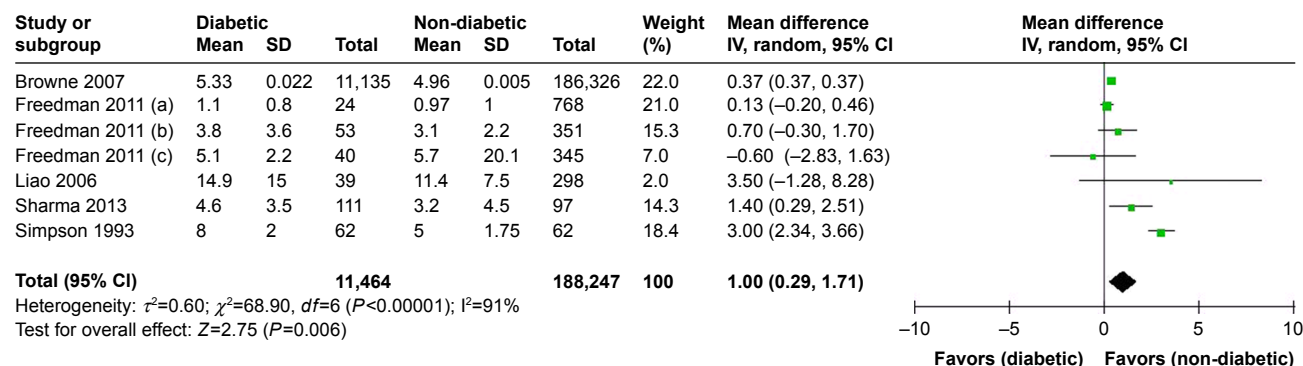 Study or subgroup Diabetic Non-diabetic Weight (%) Mean difference IV, random, 95% CI Mean difference IV, random, 95% CI
Mean SD Total Mean SD Total
Browne 2007 5.33 0.022 11,135 4.96 0.005 186,326 22.0 0.37 (0.37, 0.37)
Freedman 2011 (a) 1.1 0.8 24 0.97 1 768 21.0 0.13 (–0.20, 0.46)
Freedman 2011 (b) 3.8 3.6 53 3.1 2.2 351 15.3 0.70 (–0.30, 1.70)
Freedman 2011 (c) 5.1 2.2 40 5.7 20.1 345 7.0 –0.60 (–2.83, 1.63)
Liao 2006 14.9 15 39 11.4 7.5 298 2.0 3.50 (–1.28, 8.28)
Sharma 2013 4.6 3.5 111 3.2 4.5 97 14.3 1.40 (0.29, 2.51)
Simpson 1993 8 2 62 5 1.75 62 18.4 3.00 (2.34, 3.66)
Total (95% CI) 11,464 188,247 100 1.00 (0.29, 1.71)
Heterogeneity: τ²=0.60; χ²=68.90, df=6 (P<0.00001); I²=91%
Test for overall effect: Z=2.75 (P=0.006)
–10 –5 0 5 10
Favors (diabetic) Favors (non-diabetic)